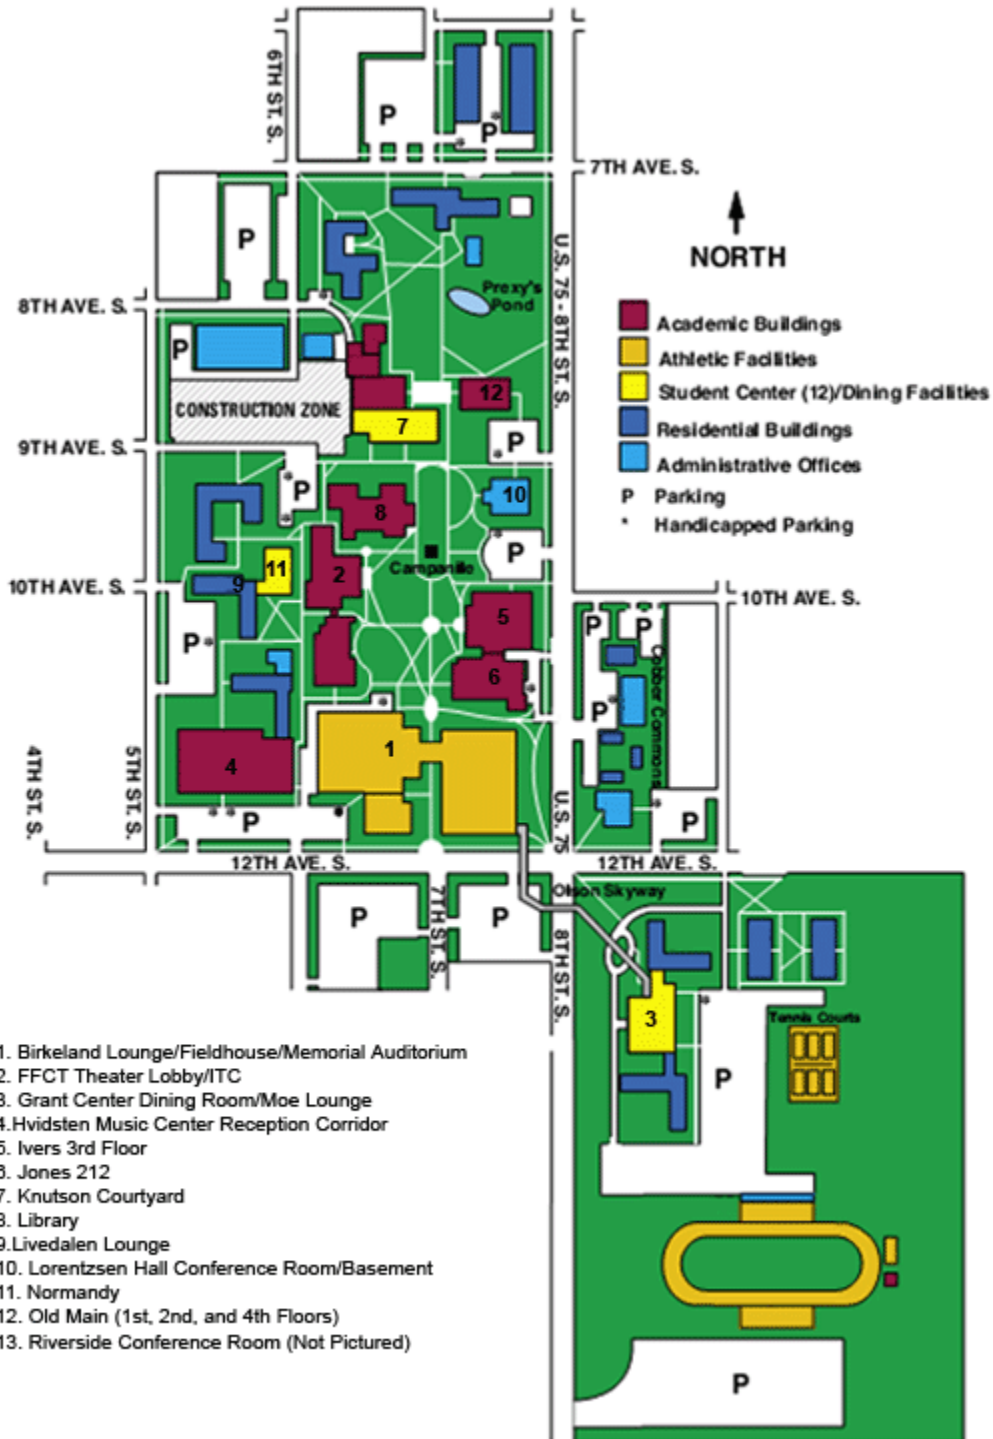 6TH ST. S.
P
P
7TH AVE. S.
P
U.S. 75 - 8TH ST. S.
NORTH
Prexy's
Pond
8TH AVE. S.
P
Academic Buildings
Athletic Facilities
Student Center (12)/Dining Facilities
Residential Buildings
Administrative Offices
P Parking
* Handicapped Parking
CONSTRUCTION ZONE
12
7
P
9TH AVE. S.
P
10
8
P
Campanile
11
2
9
10TH AVE. S.
10TH AVE. S.
5
P
P
P
6
Cobber Commons
P
4TH ST. S.
5TH ST. S.
1
4
U.S. 75
P
P
12TH AVE. S.
12TH AVE. S.
Olson Skyway
P
7TH ST. S.
P
8TH ST. S.
3
Tennis Courts
P
1. Birkeland Lounge/Fieldhouse/Memorial Auditorium
2. FFCT Theater Lobby/ITC
3. Grant Center Dining Room/Moe Lounge
4.Hvidsten Music Center Reception Corridor
5. Ivers 3rd Floor
6. Jones 212
7. Knutson Courtyard
8. Library
9.Livedalen Lounge
10. Lorentzsen Hall Conference Room/Basement
11. Normandy
12. Old Main (1st, 2nd, and 4th Floors)
13. Riverside Conference Room (Not Pictured)
P